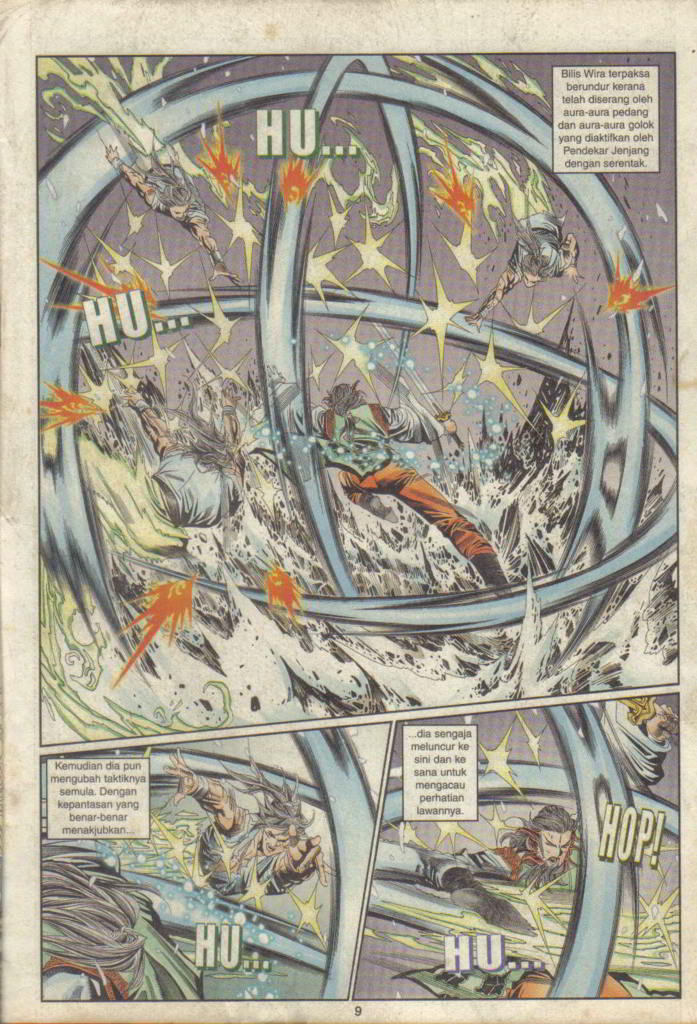 Bilis Wira terpaksa
berundur kerana
telah diserang oleh
aura-aura pedang
dan aura-aura golok
yang diaktifkan oleh
Pendekar Jenjang
dengan serentak.
HU...
HU...
Kemudian dia pun
mengubah taktiknya
semula. Dengan
kepantasan yang
benar-benar
menakjubkan...
HU...
...dia sengaja
meluncur ke
sini dan ke
sana untuk
mengacau
perhatian
lawannya.
HOP!
HU...
9